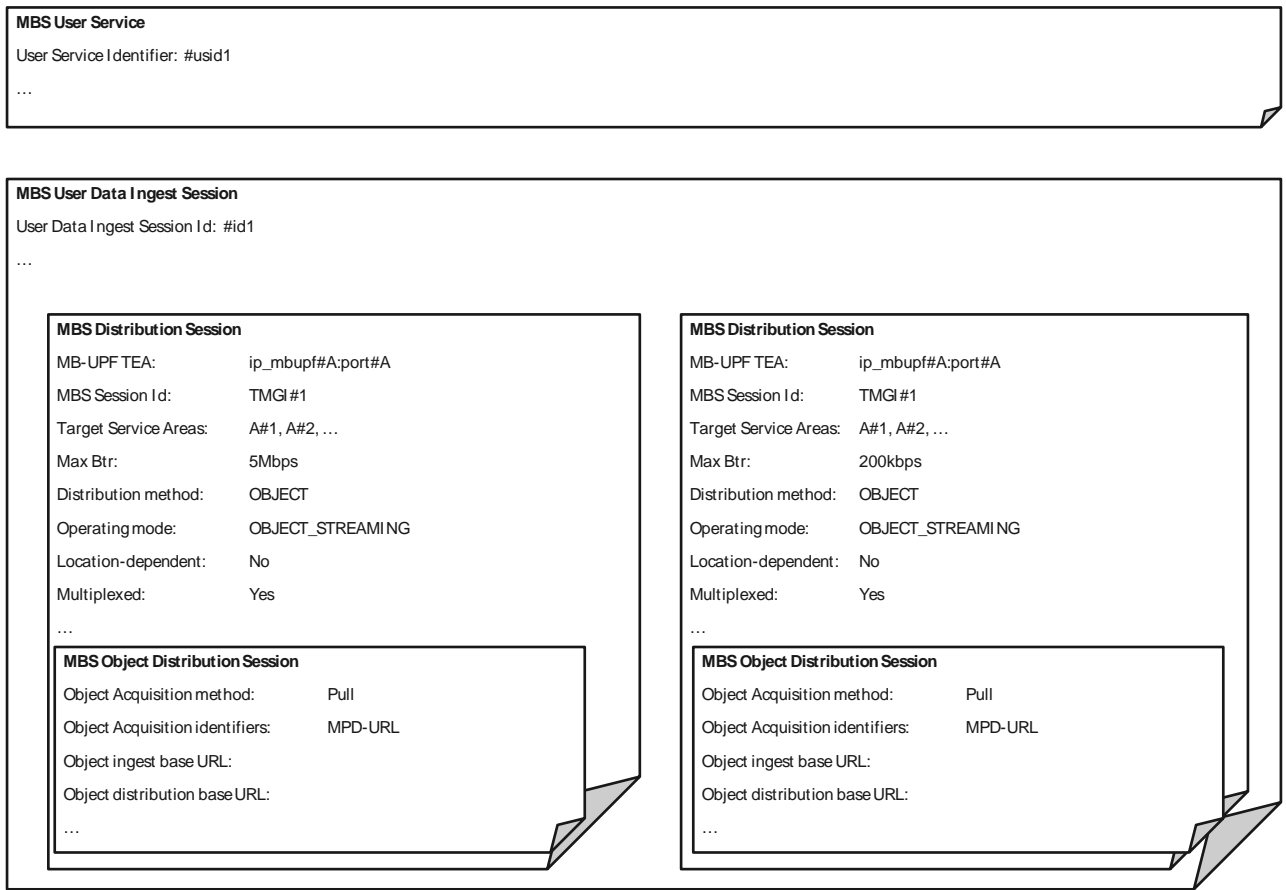 MBS User Service
User Service Identifier: #usid1
…
MBS User Data Ingest Session
User Data Ingest Session Id: #id1
…
MBS Distribution Session
MB-UPF TEA: ip_mbupf#A:port#A
MBS Session Id: TMGI#1
Target Service Areas: A#1, A#2, …
Max Btr: 5Mbps
Distribution method: OBJECT
Operating mode: OBJECT_STREAMING
Location-dependent: No
Multiplexed: Yes
…
MBS Object Distribution Session
Object Acquisition method: Pull
Object Acquisition identifiers: MPD-URL
Object ingest base URL:
Object distribution base URL:
…
MBS Distribution Session
MB-UPF TEA: ip_mbupf#A:port#A
MBS Session Id: TMGI#1
Target Service Areas: A#1, A#2, …
Max Btr: 200kbps
Distribution method: OBJECT
Operating mode: OBJECT_STREAMING
Location-dependent: No
Multiplexed: Yes
…
MBS Object Distribution Session
Object Acquisition method: Pull
Object Acquisition identifiers: MPD-URL
Object ingest base URL:
Object distribution base URL:
…